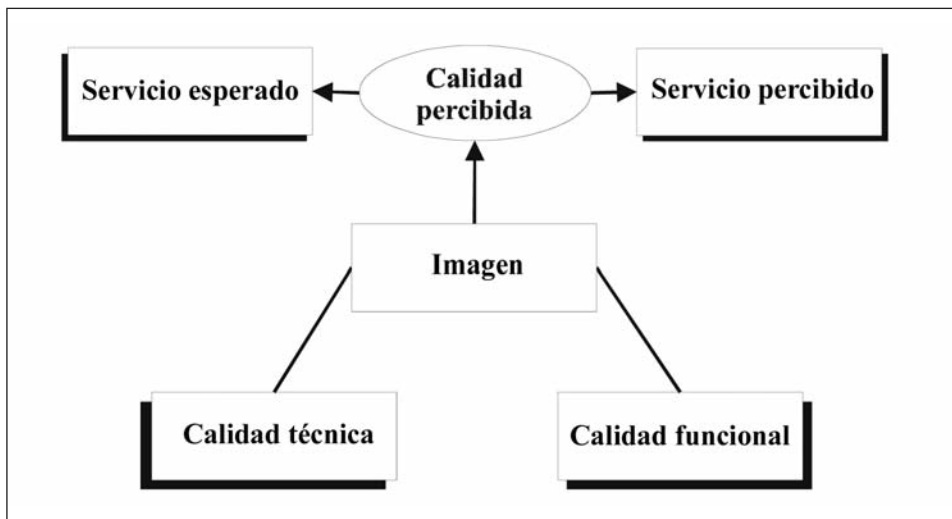 Servicio esperado
Calidad
percibida
Servicio percibido
Imagen
Calidad técnica
Calidad funcional